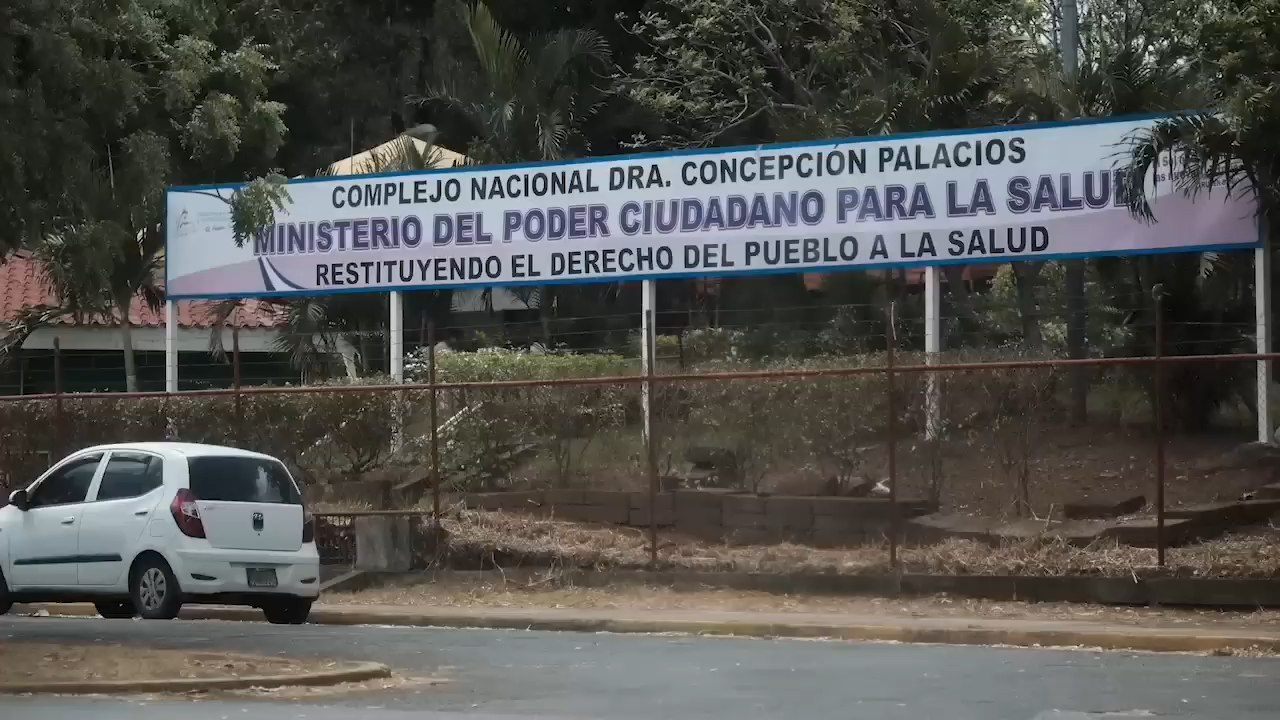 COMPLEJO NACIONAL DRA. CONCEPCIÓN PALACIOS
MINISTERIO DEL PODER CIUDADANO PARA LA SALUD
RESTITUYENDO EL DERECHO DEL PUEBLO A LA SALUD